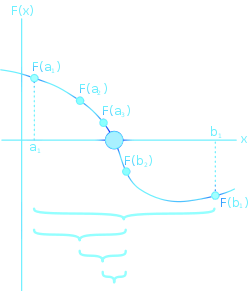 F(x)
F(a₁)
F(a₂)
F(a₃)
b₁
x
a₁
F(b₂)
F(b₁)